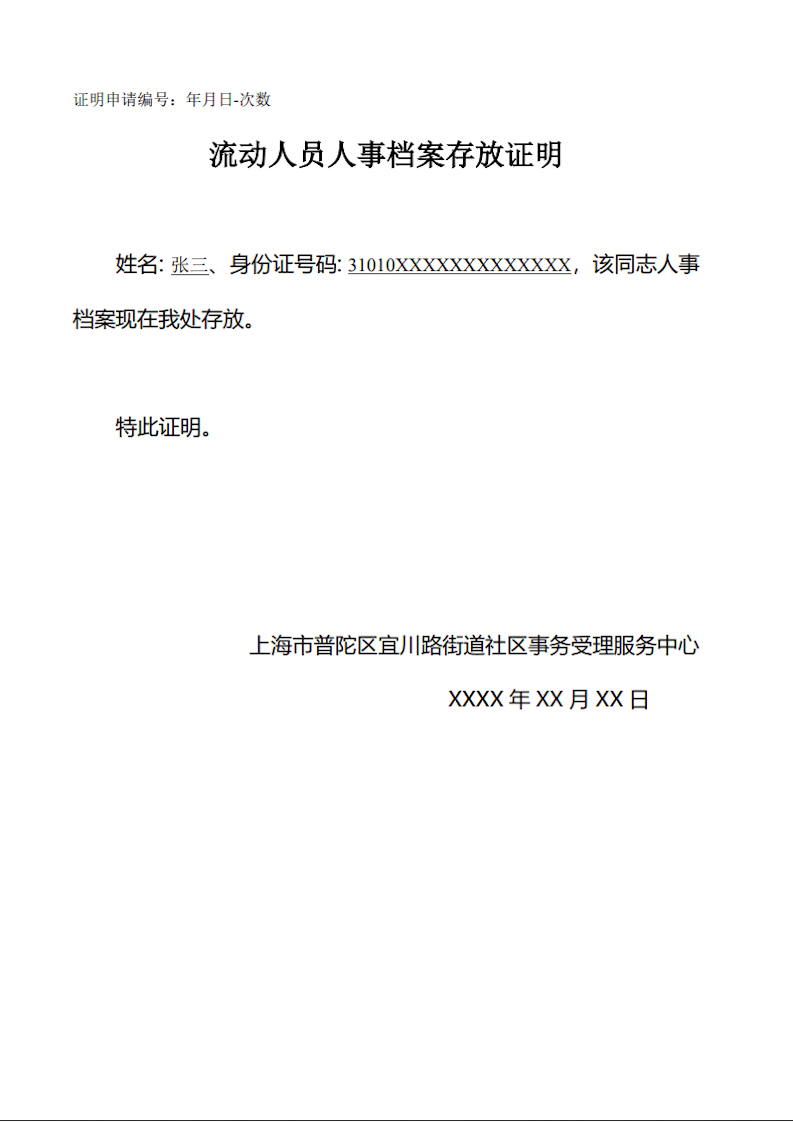 证明申请编号：年月日-次数
流动人员人事档案存放证明
姓名: 张三、身份证号码: 31010XXXXXXXXXXXXX，该同志人事
档案现在我处存放。
特此证明。
上海市普陀区宜川路街道社区事务受理服务中心
XXXX 年 XX 月 XX 日